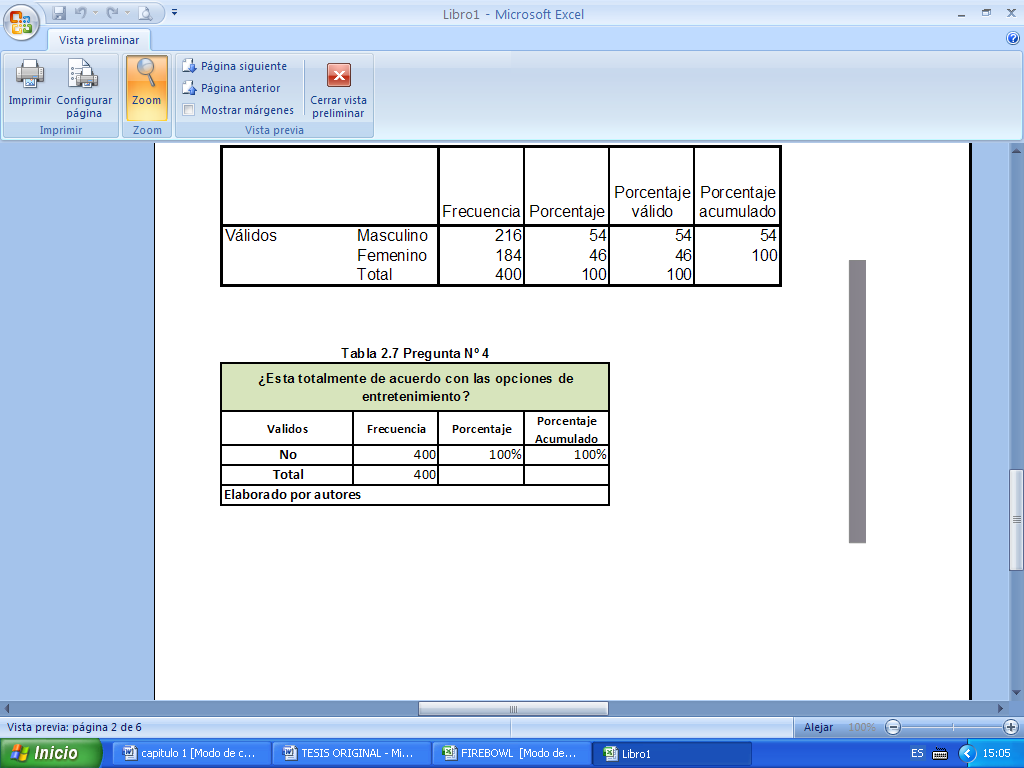 Libro1 - Microsoft Excel
Vista preliminar
Imprimir
Configurar página
Zoom
Página siguiente
Página anterior
Mostrar márgenes
Cerrar vista preliminar
Imprimir Zoom Vista previa
Frecuencia Porcentaje Porcentaje válido Porcentaje acumulado
Válidos Masculino 216 54 54 54
Femenino 184 46 46 100
Total 400 100 100
Tabla 2.7 Pregunta Nº 4
¿Esta totalmente de acuerdo con las opciones de
entretenimiento?
Validos Frecuencia Porcentaje Porcentaje Acumulado
No 400 100% 100%
Total 400
Elaborado por autores
Vista previa: página 2 de 6 Alejar 100%
Inicio capitulo 1 [Modo de c... TESIS ORIGINAL - Mi... FIREBOWL [Modo de... Libro1 ES 15:05